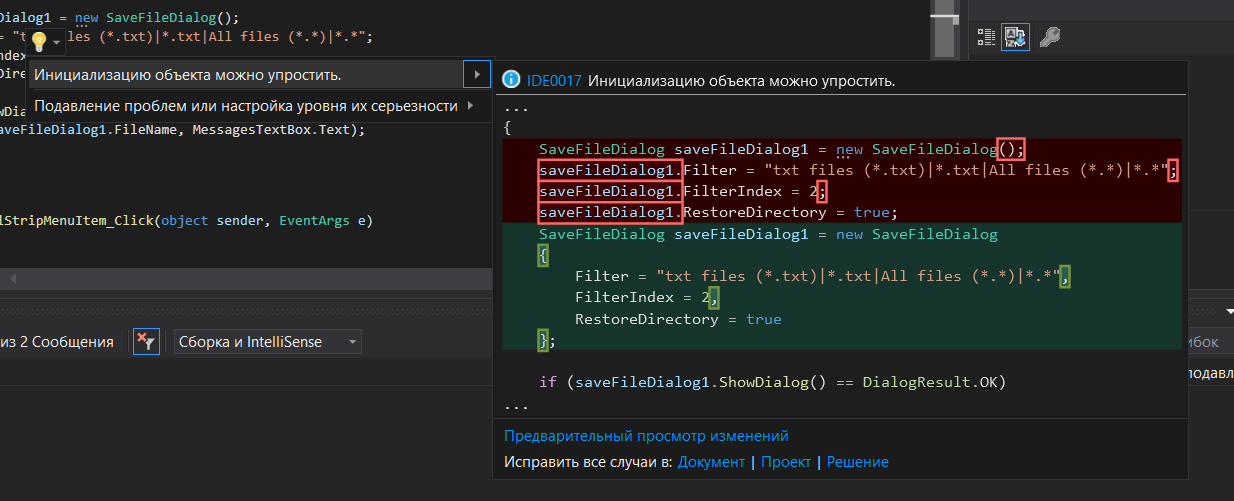 Dialog1 = new SaveFileDialog();
= "t les (*.txt)|*.txt|All files (*.*)|*.*";
ndex
Dire
Инициализацию объекта можно упростить.
Подавление проблем или настройка уровня их серьезности
wDia
aveFileDialog1.FileName, MessagesTextBox.Text);
lStripMenuItem_Click(object sender, EventArgs e)
IDE0017 Инициализацию объекта можно упростить.
...
{
SaveFileDialog saveFileDialog1 = new SaveFileDialog();
saveFileDialog1.Filter = "txt files (*.txt)|*.txt|All files (*.*)|*.*";
saveFileDialog1.FilterIndex = 2;
saveFileDialog1.RestoreDirectory = true;
SaveFileDialog saveFileDialog1 = new SaveFileDialog
{
Filter = "txt files (*.txt)|*.txt|All files (*.*)|*.*",
FilterIndex = 2,
RestoreDirectory = true
};
if (saveFileDialog1.ShowDialog() == DialogResult.OK)
...
Предварительный просмотр изменений
Исправить все случаи в: Документ | Проект | Решение
из 2 Сообщения
Сборка и IntelliSense
ибок
подавл